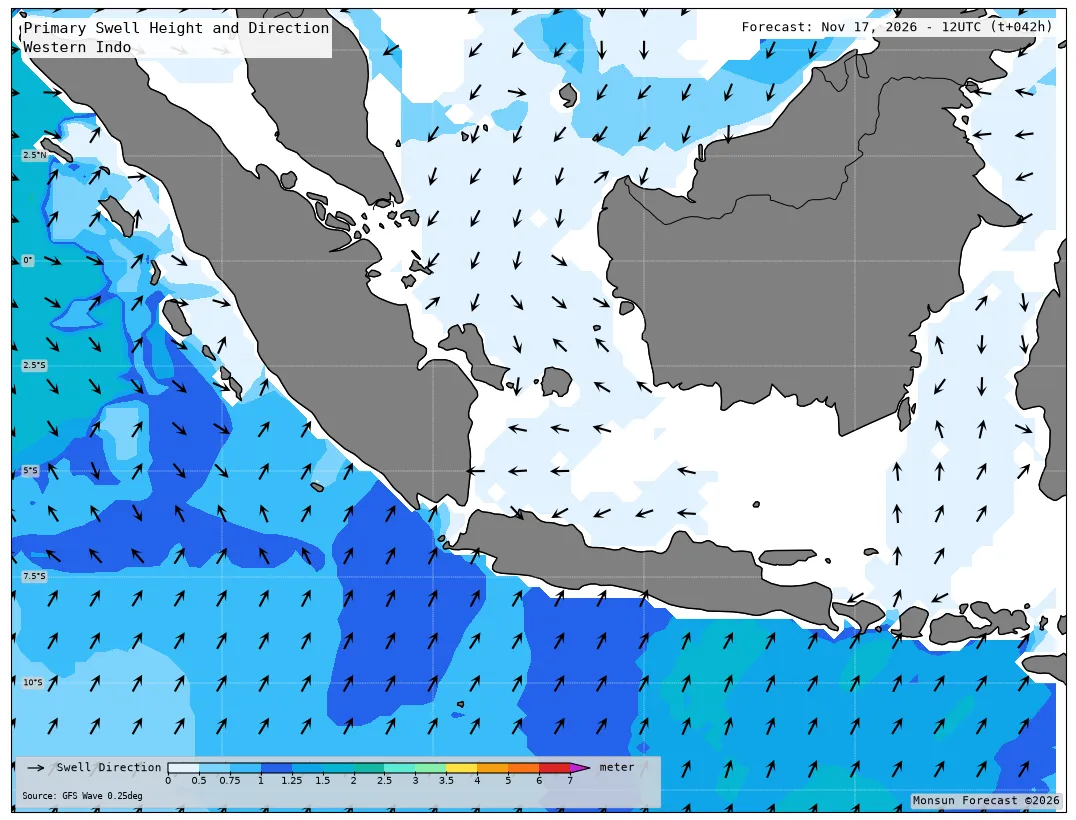 Primary Swell Height and Direction
Western Indo
Forecast: Nov 17, 2026 - 12UTC (t+042h)
2.5°N
0°
2.5°S
5°S
7.5°S
10°S
Swell Direction
0 0.5 0.75 1 1.25 1.5 2 2.5 3 3.5 4 5 6 7
meter
Source: GFS Wave 0.25deg
Monsun Forecast ©2026